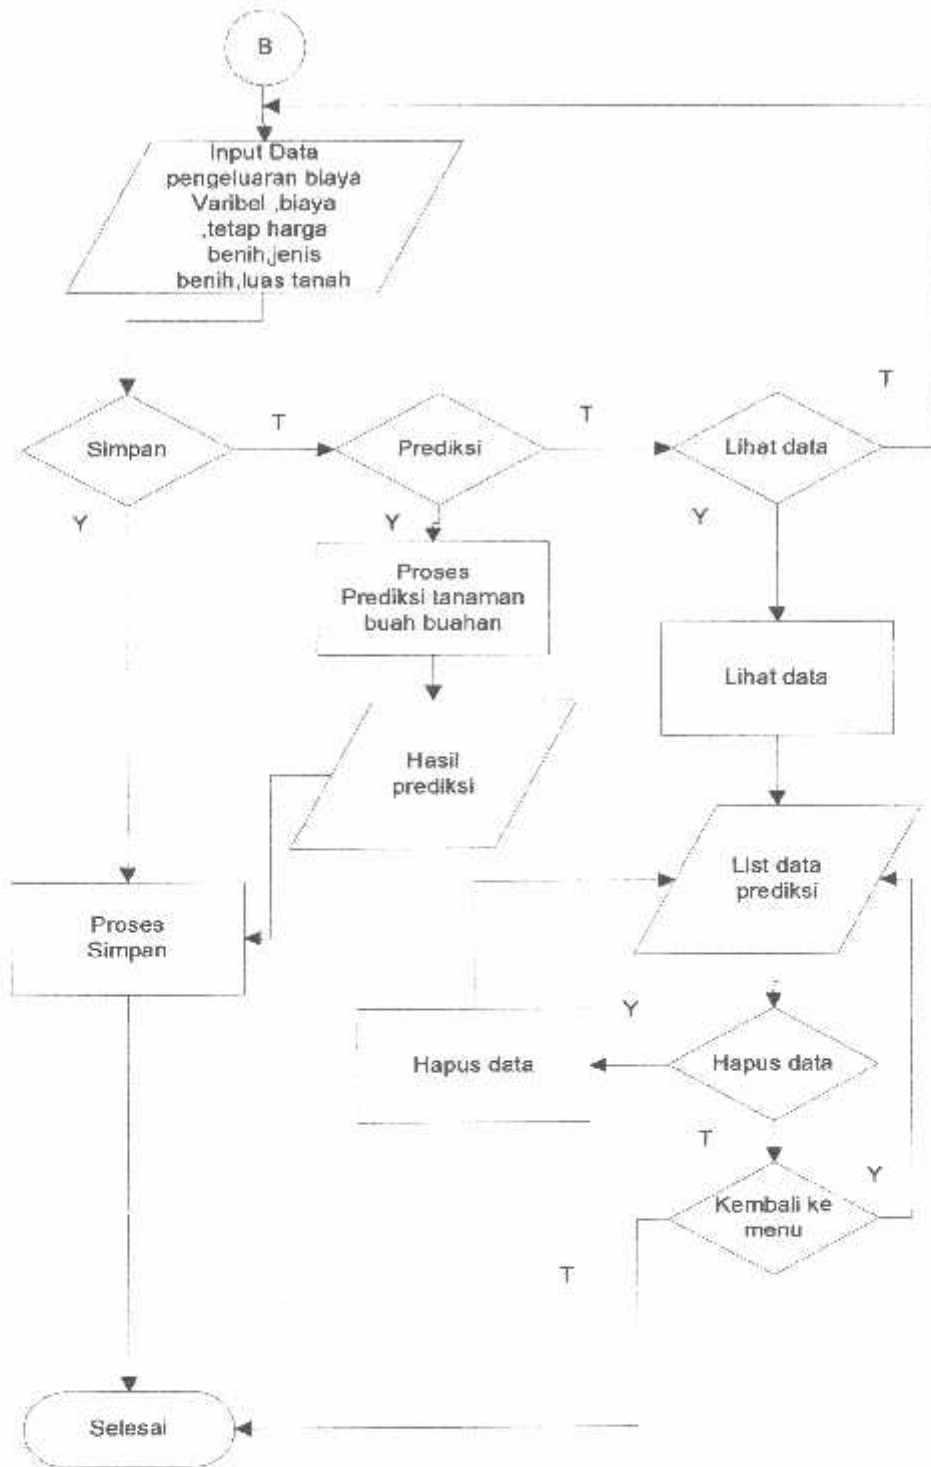 B
Input Data
pengeluaran biaya
Varibel ,biaya
,tetap harga
benih,jenis
benih,luas tanah
T
T
T
Simpan
Prediksi
Lihat data
Y
Y
Y
Proses
Prediksi tanaman
buah buahan
Lihat data
Hasil
prediksi
List data
prediksi
Proses
Simpan
Y
Hapus data
Hapus data
T
Y
Kembali ke
menu
T
Selesai